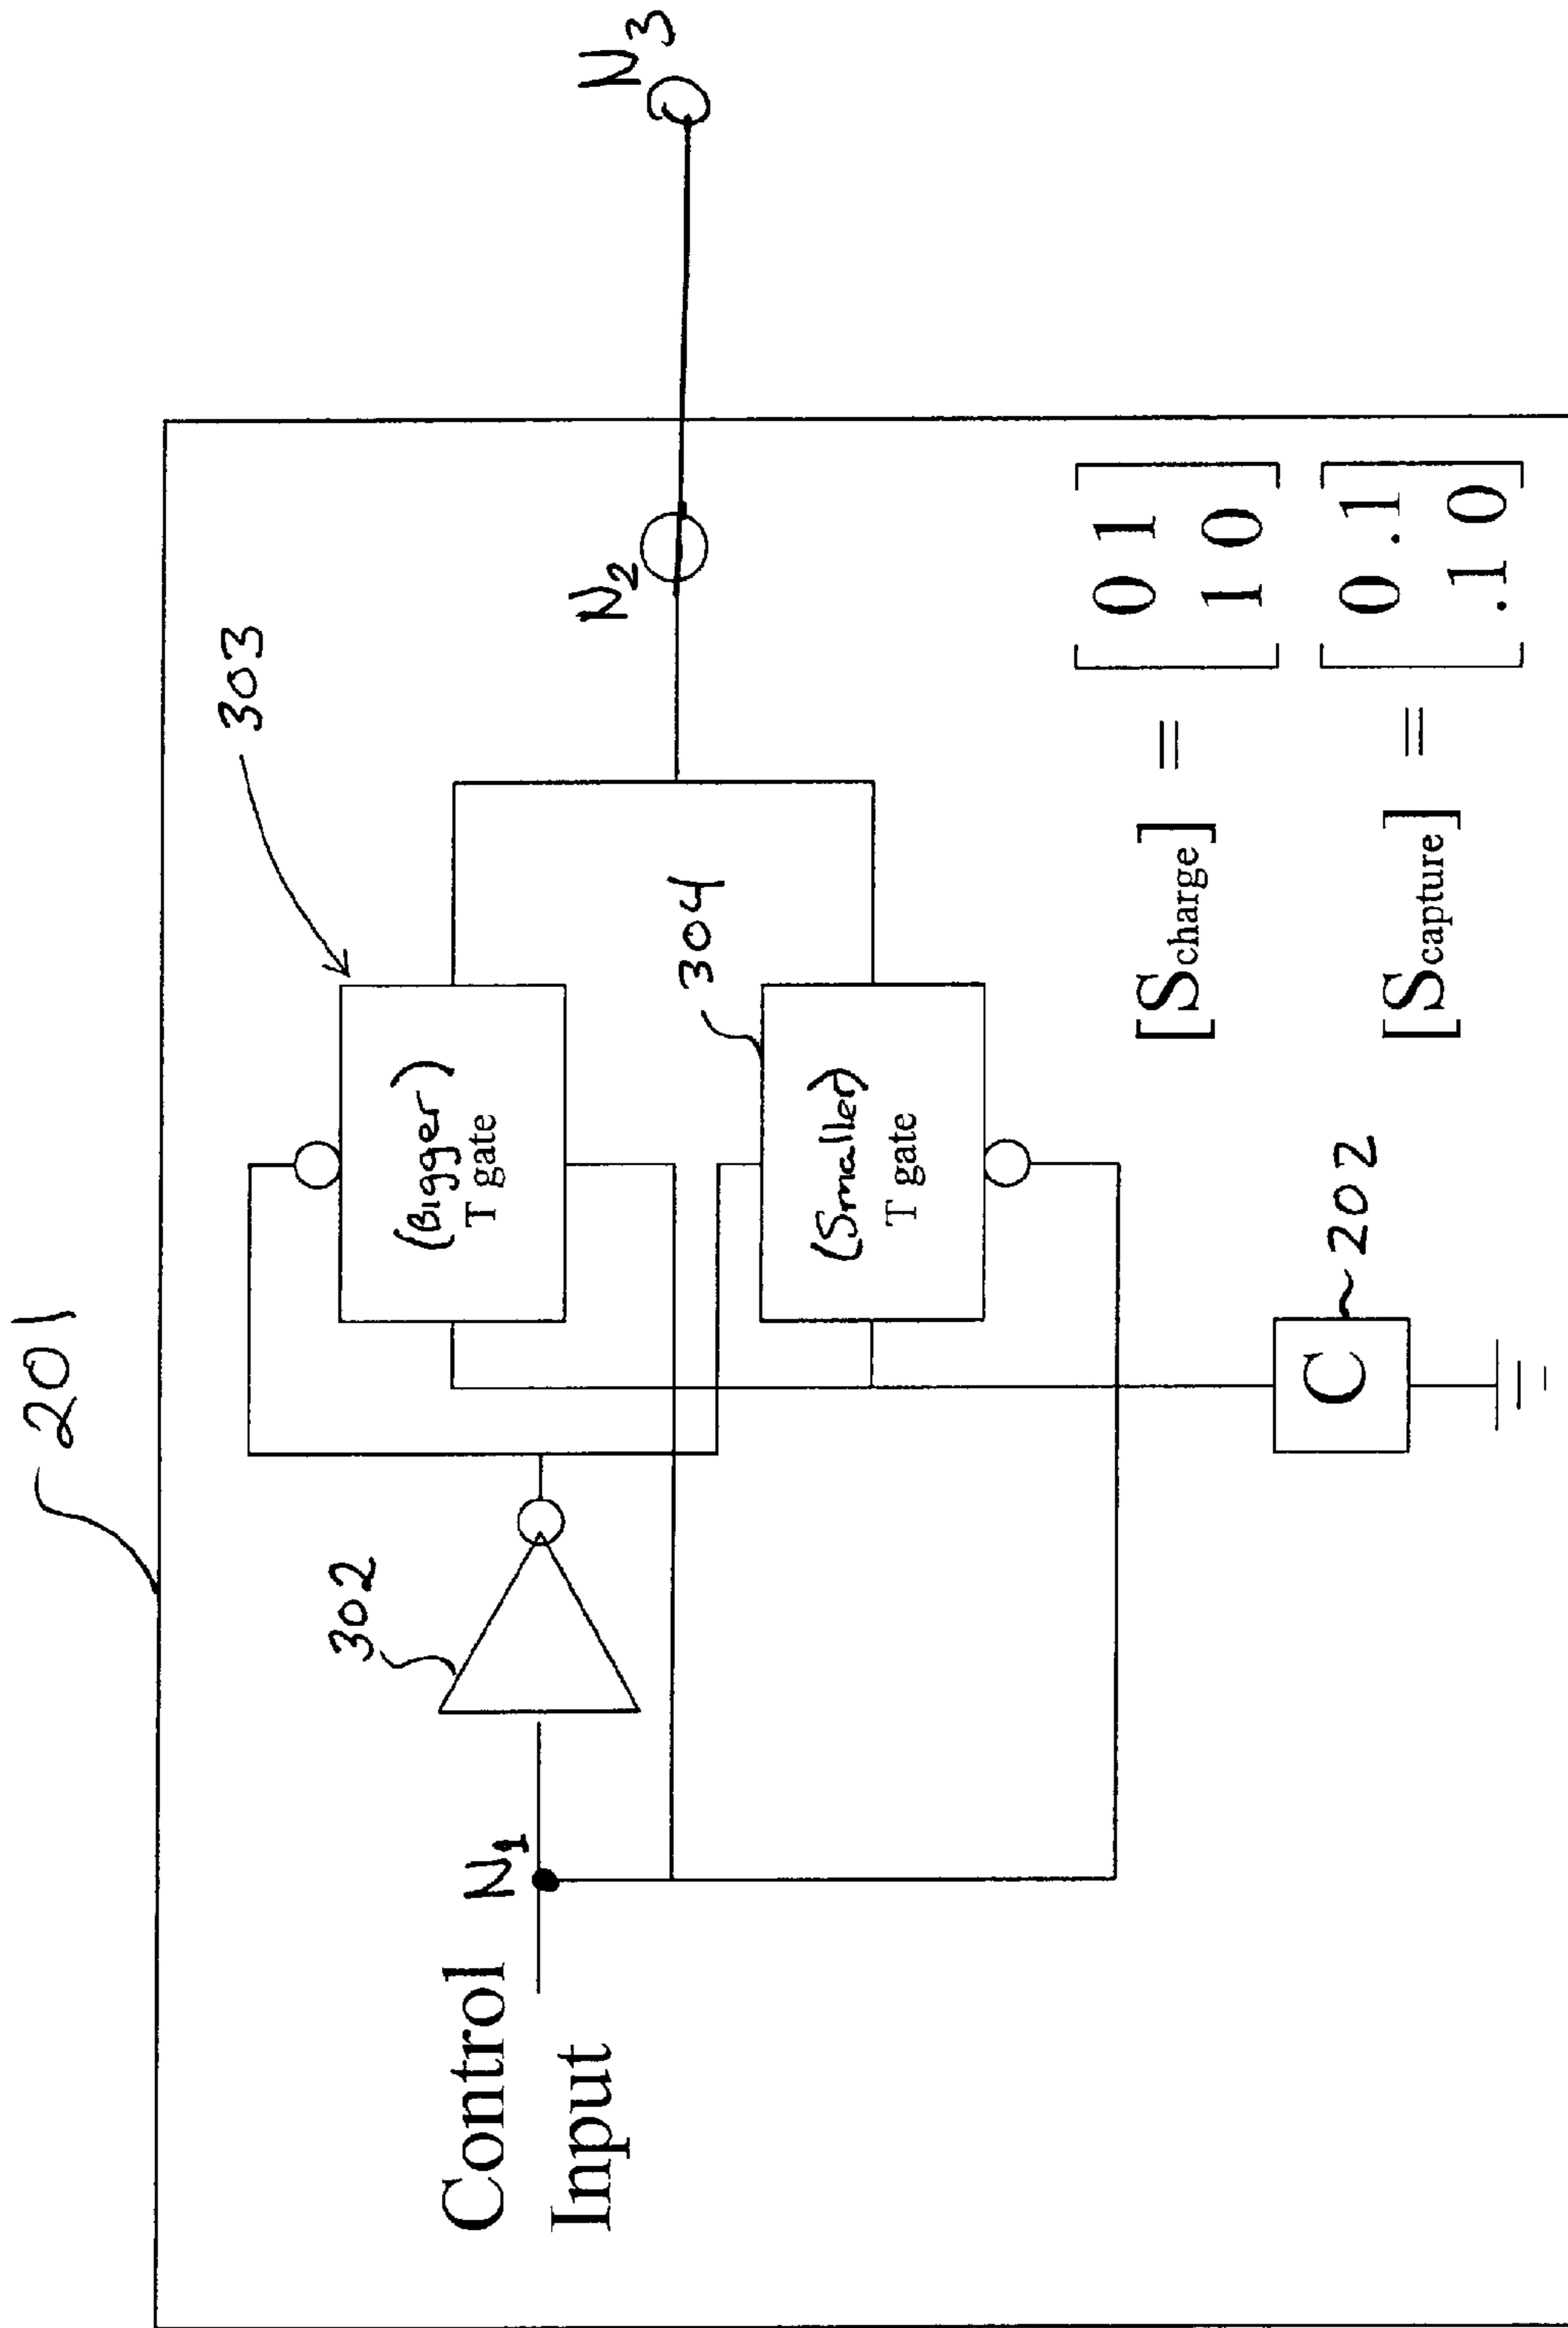 201
303
N3
N2
(Bigger)
T gate
302
304
Control N1
Input
(Smaller)
T gate
[Scharge] = [0 1
1 0]
C
202
[Scapture] = [0 .1
.1 0]